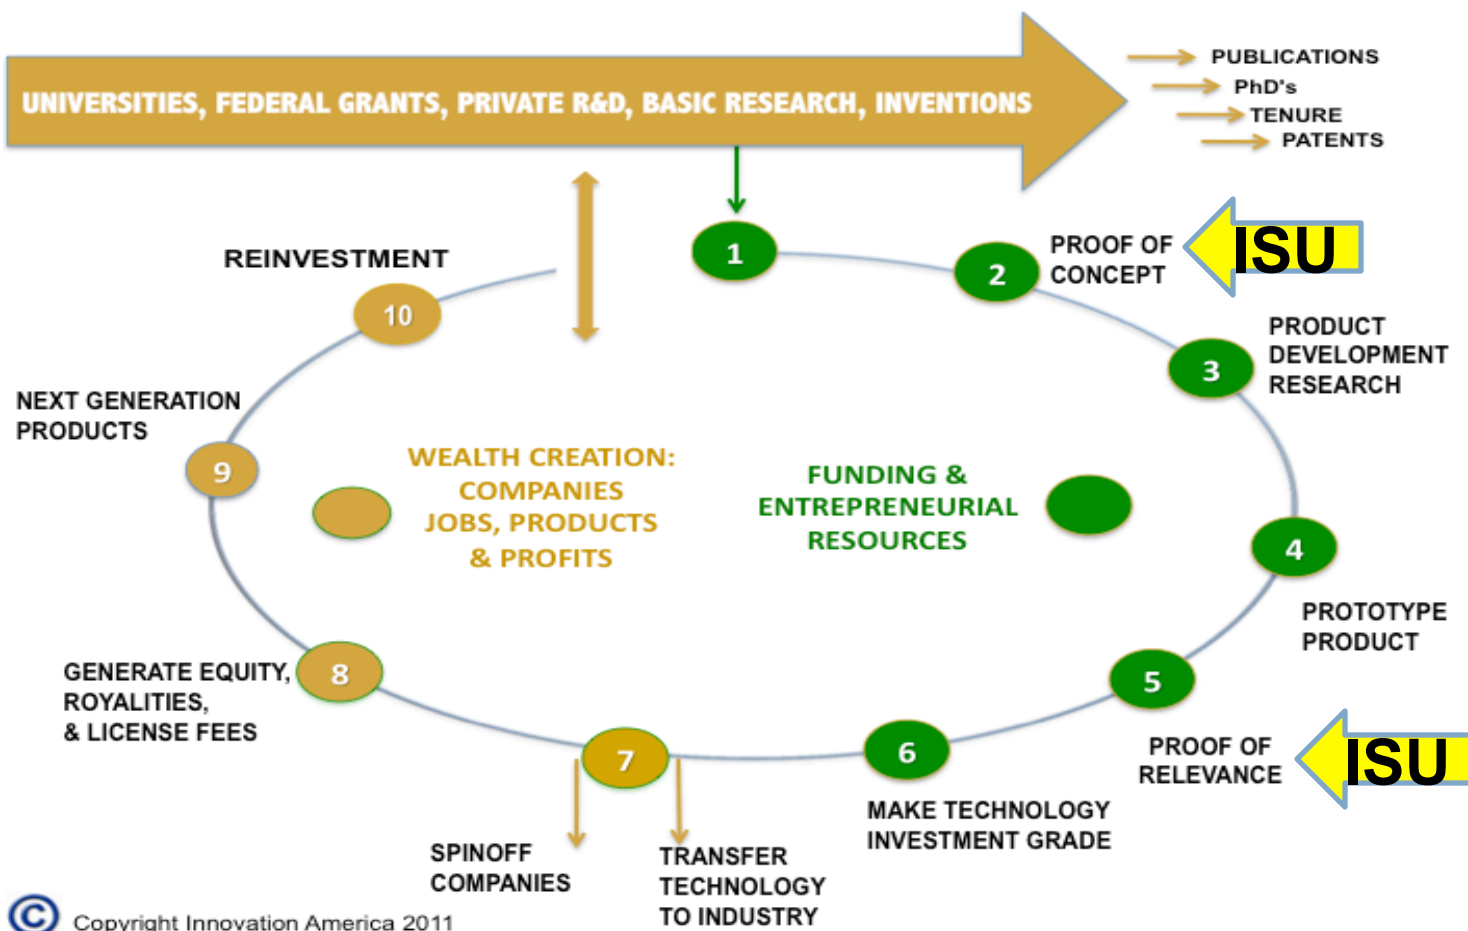 UNIVERSITIES, FEDERAL GRANTS, PRIVATE R&D, BASIC RESEARCH, INVENTIONS
PUBLICATIONS
PhD's
TENURE
PATENTS
1
2
PROOF OF
CONCEPT
ISU
3
PRODUCT
DEVELOPMENT
RESEARCH
4
PROTOTYPE
PRODUCT
5
PROOF OF
RELEVANCE
ISU
6
MAKE TECHNOLOGY
INVESTMENT GRADE
7
SPINOFF
COMPANIES
TRANSFER
TECHNOLOGY
TO INDUSTRY
8
GENERATE EQUITY,
ROYALITIES,
& LICENSE FEES
9
NEXT GENERATION
PRODUCTS
10
REINVESTMENT
WEALTH CREATION:
COMPANIES
JOBS, PRODUCTS
& PROFITS
FUNDING &
ENTREPRENEURIAL
RESOURCES
© Copyright Innovation America 2011